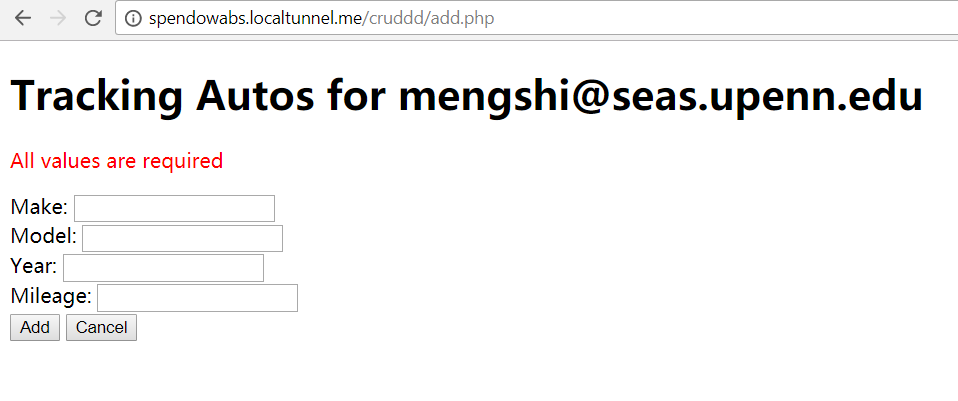 spendowabs.localtunnel.me/cruddd/add.php
Tracking Autos for mengshi@seas.upenn.edu
All values are required
Make:
Model:
Year:
Mileage:
Add Cancel